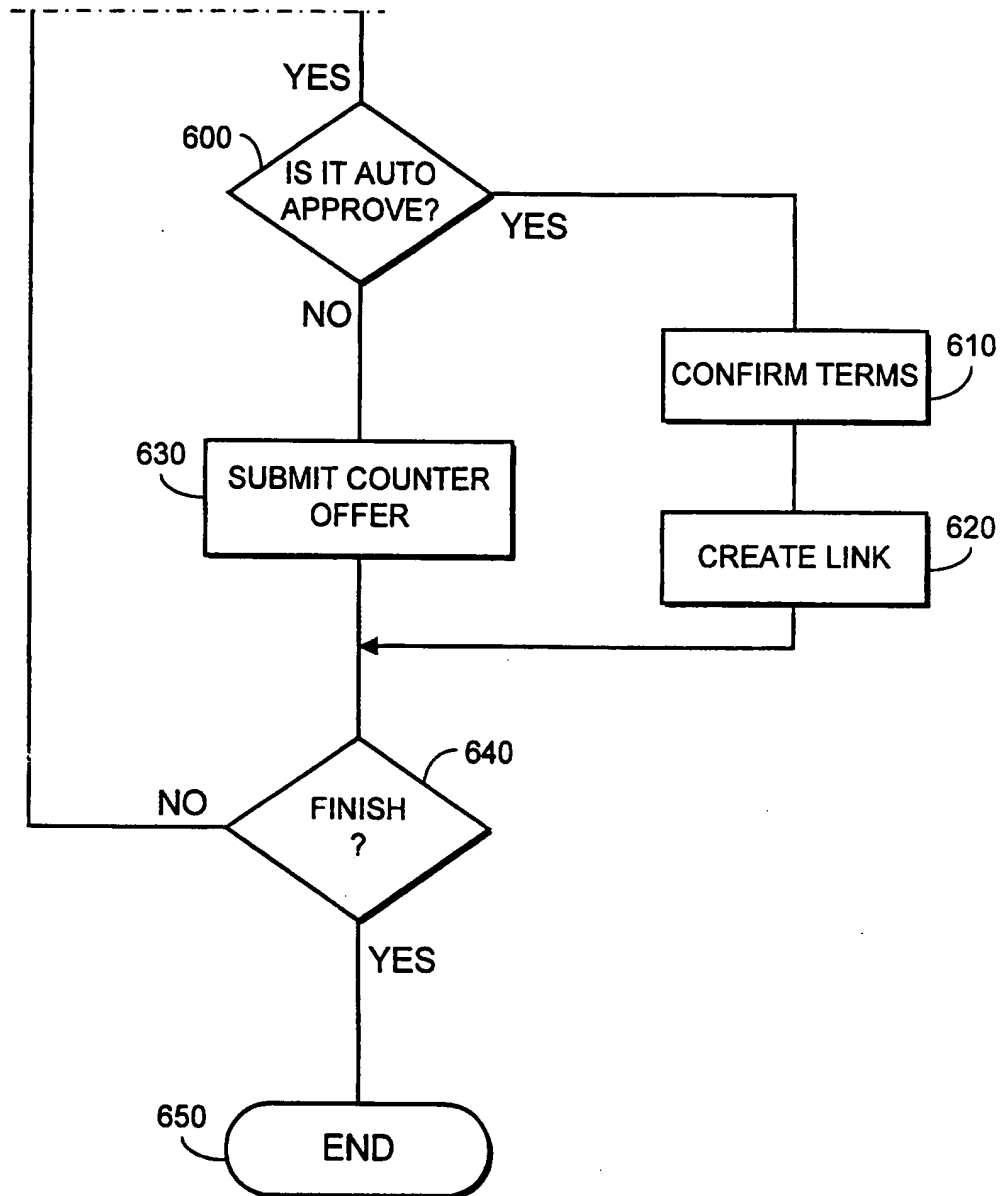 YES
600
IS IT AUTO
APPROVE?
YES
NO
610
CONFIRM TERMS
630
SUBMIT COUNTER
OFFER
620
CREATE LINK
640
NO
FINISH
?
YES
650
END